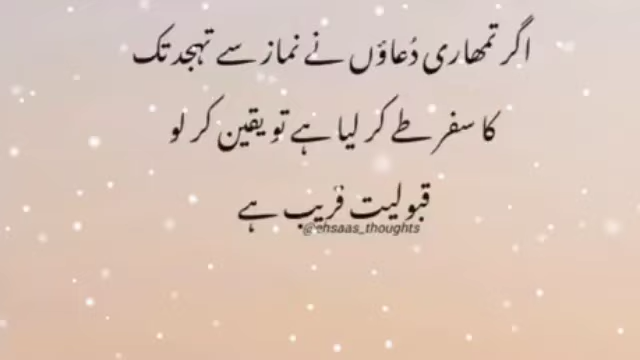 اگر تمھاری دُعاؤں نے نماز سے تہجد تک
کا سفر طے کر لیا ہے تو یقین کر لو
قبولیت قریب ہے
@ehsaas_thoughts